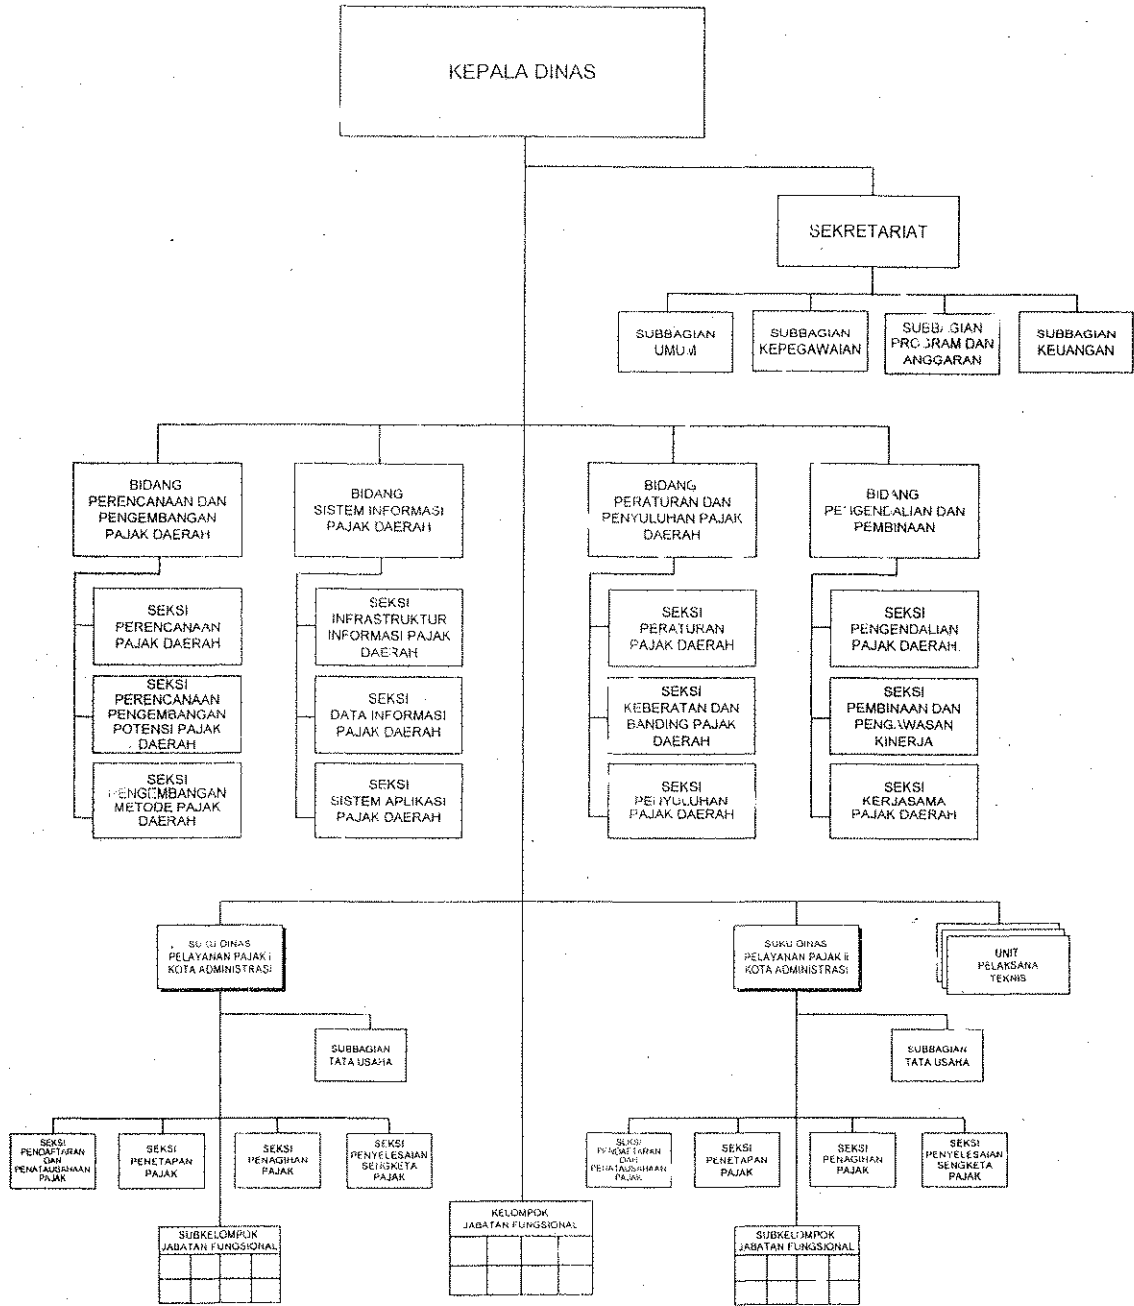 KEPALA DINAS
SEKRETARIAT
SUBBAGIAN
UMUM
SUBBAGIAN
KEPEGAWAIAN
SUBBAGIAN
PROGRAM DAN
ANGGARAN
SUBBAGIAN
KEUANGAN
BIDANG
PERENCANAAN DAN
PENGEMBANGAN
PAJAK DAERAH
BIDANG
SISTEM INFORMASI
PAJAK DAERAH
BIDANG
PERATURAN DAN
PENYULUHAN PAJAK
DAERAH
BIDANG
PENGENDALIAN DAN
PEMBINAAN
SEKSI
PERENCANAAN
PAJAK DAERAH
SEKSI
PERENCANAAN
PENGEMBANGAN
POTENSI PAJAK
DAERAH
SEKSI
PENGEMBANGAN
METODE PAJAK
DAERAH
SEKSI
INFRASTRUKTUR
INFORMASI PAJAK
DAERAH
SEKSI
DATA INFORMASI
PAJAK DAERAH
SEKSI
SISTEM APLIKASI
PAJAK DAERAH
SEKSI
PERATURAN
PAJAK DAERAH
SEKSI
KEBERATAN DAN
BANDING PAJAK
DAERAH
SEKSI
PENYULUHAN
PAJAK DAERAH
SEKSI
PENGENDALIAN
PAJAK DAERAH
SEKSI
PEMBINAAN DAN
PENGAWASAN
KINERJA
SEKSI
KERJASAMA
PAJAK DAERAH
SUKU DINAS
PELAYANAN PAJAK I
KOTA ADMINISTRASI
SUKU DINAS
PELAYANAN PAJAK II
KOTA ADMINISTRASI
UNIT
PELAKSANA
TEKNIS
SUBBAGIAN
TATA USAHA
SUBBAGIAN
TATA USAHA
SEKSI
PENDAFTARAN
DAN
PENATAUSAHAAN
PAJAK
SEKSI
PENETAPAN
PAJAK
SEKSI
PENAGIHAN
PAJAK
SEKSI
PENYELESAIAN
SENGKETA
PAJAK
SEKSI
PENDAFTARAN
DAN
PENATAUSAHAAN
PAJAK
SEKSI
PENETAPAN
PAJAK
SEKSI
PENAGIHAN
PAJAK
SEKSI
PENYELESAIAN
SENGKETA
PAJAK
SUBKELOMPOK
JABATAN FUNGSIONAL
KELOMPOK
JABATAN FUNGSIONAL
SUBKELOMPOK
JABATAN FUNGSIONAL